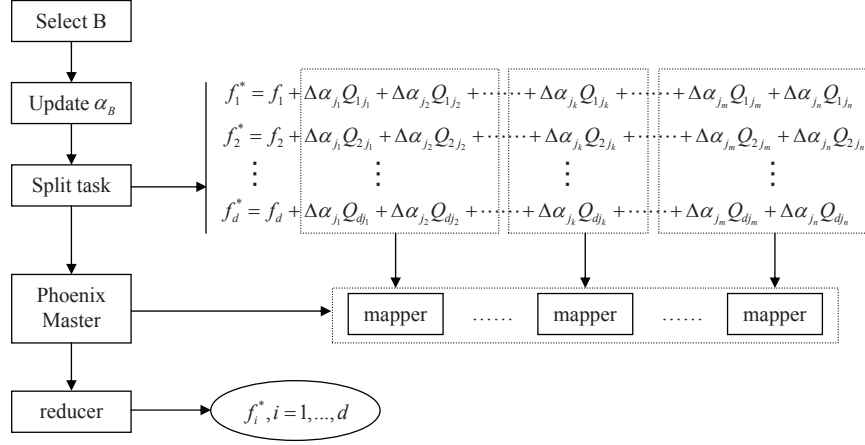 Select B
Update α_B
Split task
Phoenix
Master
reducer
f_1^* = f_1 + Δα_{j_1}Q_{1j_1} + Δα_{j_2}Q_{1j_2} + ⋯⋯ + Δα_{j_k}Q_{1j_k} + ⋯⋯ + Δα_{j_m}Q_{1j_m} + Δα_{j_n}Q_{1j_n}
f_2^* = f_2 + Δα_{j_1}Q_{2j_1} + Δα_{j_2}Q_{2j_2} + ⋯⋯ + Δα_{j_k}Q_{2j_k} + ⋯⋯ + Δα_{j_m}Q_{2j_m} + Δα_{j_n}Q_{2j_n}
⋮ ⋮ ⋮ ⋮
f_d^* = f_d + Δα_{j_1}Q_{dj_1} + Δα_{j_2}Q_{dj_2} + ⋯⋯ + Δα_{j_k}Q_{dj_k} + ⋯⋯ + Δα_{j_m}Q_{dj_m} + Δα_{j_n}Q_{dj_n}
mapper ...... mapper ...... mapper
f_i^*, i = 1,...,d